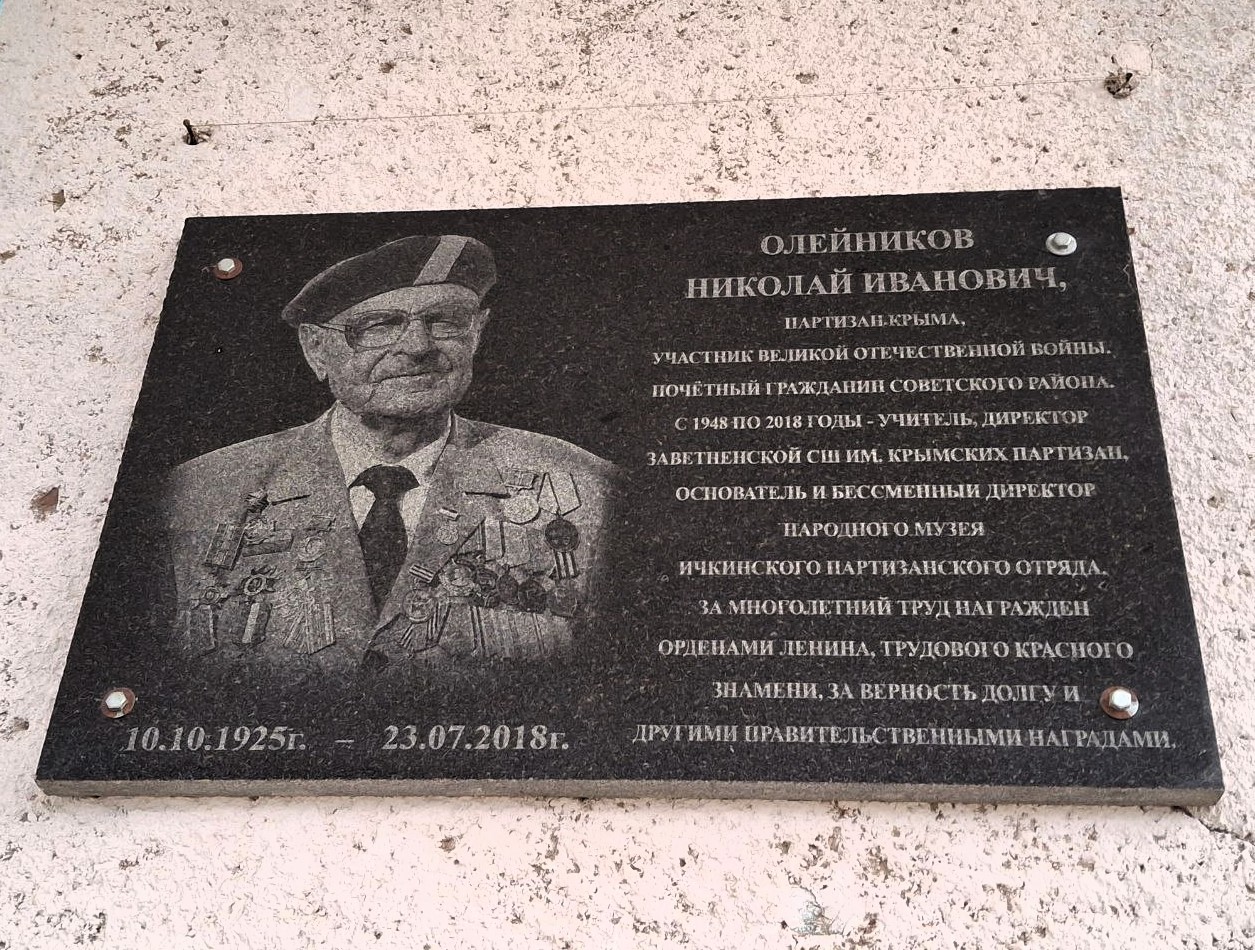 ОЛЕЙНИКОВ
НИКОЛАЙ ИВАНОВИЧ,
ПАРТИЗАН КРЫМА,
УЧАСТНИК ВЕЛИКОЙ ОТЕЧЕСТВЕННОЙ ВОЙНЫ.
ПОЧЁТНЫЙ ГРАЖДАНИН СОВЕТСКОГО РАЙОНА.
С 1948 ПО 2018 ГОДЫ - УЧИТЕЛЬ, ДИРЕКТОР
ЗАВЕТНЕНСКОЙ СШ ИМ. КРЫМСКИХ ПАРТИЗАН,
ОСНОВАТЕЛЬ И БЕССМЕННЫЙ ДИРЕКТОР
НАРОДНОГО МУЗЕЯ
ИЧКИНСКОГО ПАРТИЗАНСКОГО ОТРЯДА.
ЗА МНОГОЛЕТНИЙ ТРУД НАГРАЖДЕН
ОРДЕНАМИ ЛЕНИНА, ТРУДОВОГО КРАСНОГО
ЗНАМЕНИ, ЗА ВЕРНОСТЬ ДОЛГУ И
ДРУГИМИ ПРАВИТЕЛЬСТВЕННЫМИ НАГРАДАМИ.
10.10.1925г. – 23.07.2018г.